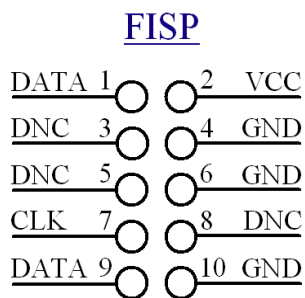 FISP
DATA 1 2 VCC
DNC 3 4 GND
DNC 5 6 GND
CLK 7 8 DNC
DATA 9 10 GND